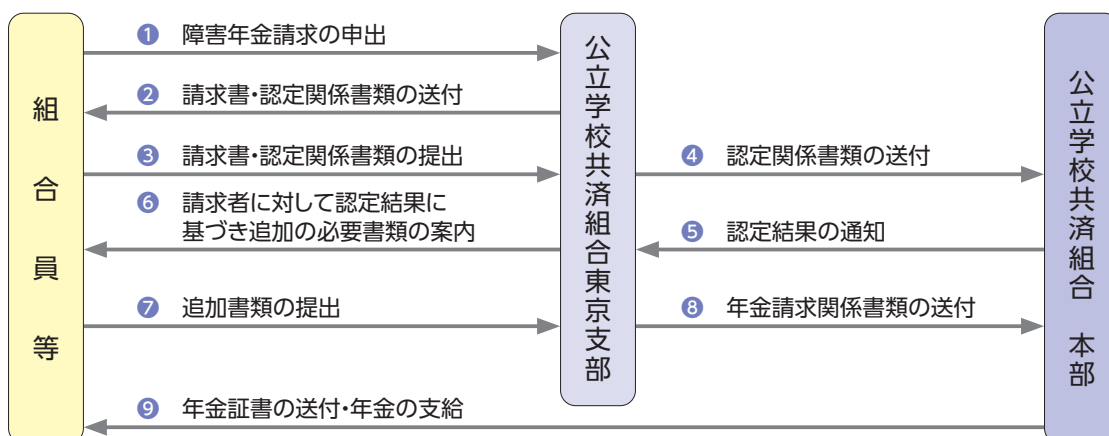 組合員等
公立学校共済組合東京支部
公立学校共済組合 本部
❶ 障害年金請求の申出
❷ 請求書・認定関係書類の送付
❸ 請求書・認定関係書類の提出
❹ 認定関係書類の送付
❻ 請求者に対して認定結果に
基づき追加の必要書類の案内
❺ 認定結果の通知
❼ 追加書類の提出
❽ 年金請求関係書類の送付
❾ 年金証書の送付・年金の支給